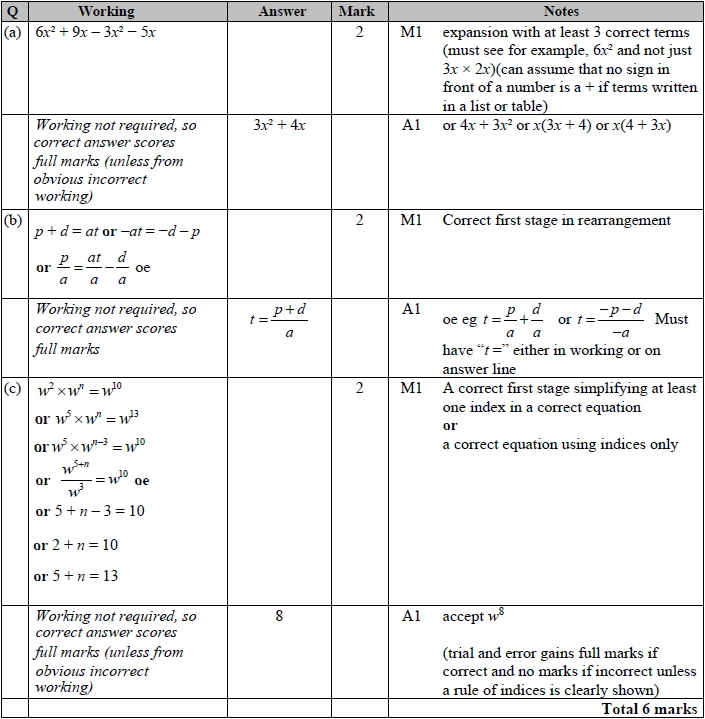 Q Working Answer Mark Notes
(a) 6x² + 9x – 3x² – 5x 2 M1 expansion with at least 3 correct terms
(must see for example, 6x² and not just
3x × 2x)(can assume that no sign in
front of a number is a + if terms written
in a list or table)
Working not required, so 3x² + 4x A1 or 4x + 3x² or x(3x + 4) or x(4 + 3x)
correct answer scores
full marks (unless from
obvious incorrect
working)
(b) 2 M1 Correct first stage in rearrangement
p + d = at or –at = –d – p
or p/a = at/a – d/a oe
Working not required, so t = (p + d)/a A1 oe eg t = p/a + d/a or t = (–p – d)/–a Must
correct answer scores
full marks
have “t =” either in working or on
answer line
(c) w² × wⁿ = w¹⁰ 2 M1 A correct first stage simplifying at least
one index in a correct equation
or w⁵ × wⁿ = w¹³ or
or w⁵ × wⁿ⁻³ = w¹⁰ a correct equation using indices only
or w⁵⁺ⁿ/w³ = w¹⁰ oe
or 5 + n – 3 = 10
or 2 + n = 10
or 5 + n = 13
Working not required, so 8 A1 accept w⁸
correct answer scores
full marks (unless from (trial and error gains full marks if
obvious incorrect correct and no marks if incorrect unless
working) a rule of indices is clearly shown)
Total 6 marks